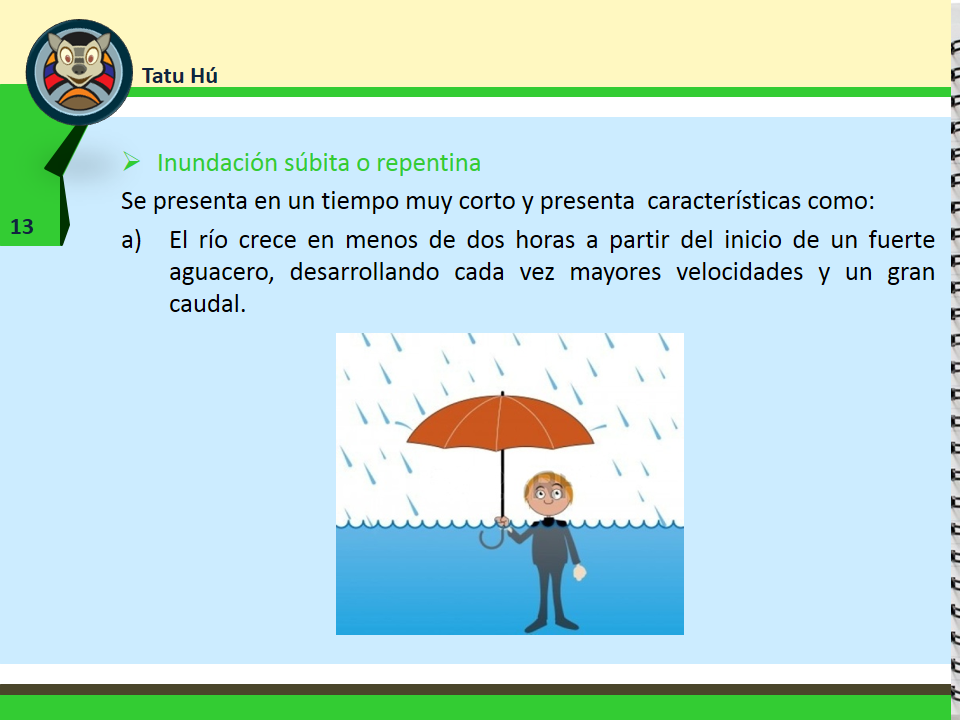 Tatu Hú
➢ Inundación súbita o repentina
Se presenta en un tiempo muy corto y presenta características como:
13
a) El río crece en menos de dos horas a partir del inicio de un fuerte
aguacero, desarrollando cada vez mayores velocidades y un gran
caudal.